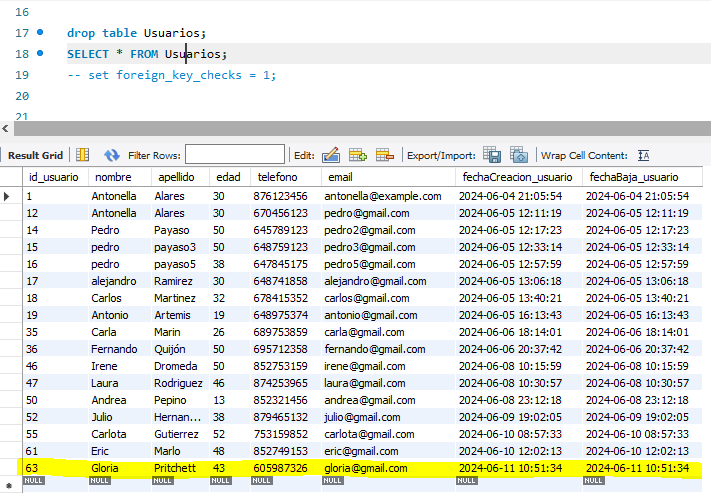 16
17 drop table Usuarios;
18 SELECT * FROM Usuarios;
19 -- set foreign_key_checks = 1;
20
21
Result Grid Filter Rows: Edit: Export/Import: Wrap Cell Content:
id_usuario nombre apellido edad telefono email fechaCreacion_usuario fechaBaja_usuario
1 Antonella Alares 30 876123456 antonella@example.com 2024-06-04 21:05:54 2024-06-04 21:05:54
12 Antonella Alares 30 670456123 pedro@gmail.com 2024-06-05 12:11:19 2024-06-05 12:11:19
14 Pedro Payaso 50 645789123 pedro2@gmail.com 2024-06-05 12:17:23 2024-06-05 12:17:23
15 pedro payaso3 50 648759123 pedro3@gmail.com 2024-06-05 12:33:14 2024-06-05 12:33:14
16 pedro payaso5 38 647845175 pedro5@gmail.com 2024-06-05 12:57:59 2024-06-05 12:57:59
17 alejandro Ramirez 30 648741858 alejandro@gmail.com 2024-06-05 13:06:18 2024-06-05 13:06:18
18 Carlos Martinez 32 678415352 carlos@gmail.com 2024-06-05 13:40:21 2024-06-05 13:40:21
19 Antonio Artemis 19 648975374 antonio@gmail.com 2024-06-05 16:13:43 2024-06-05 16:13:43
35 Carla Marin 26 689753859 carla@gmail.com 2024-06-06 18:14:01 2024-06-06 18:14:01
36 Fernando Quijón 50 695712358 fernando@gmail.com 2024-06-06 20:37:42 2024-06-06 20:37:42
46 Irene Dromeda 50 852753159 irene@gmail.com 2024-06-08 10:15:59 2024-06-08 10:15:59
47 Laura Rodriguez 46 874253965 laura@gmail.com 2024-06-08 10:30:57 2024-06-08 10:30:57
50 Andrea Pepino 13 852321456 andrea@gmail.com 2024-06-08 23:12:18 2024-06-08 23:12:18
52 Julio Hernan... 38 879465132 julio@gmail.com 2024-06-09 19:02:05 2024-06-09 19:02:05
55 Carlota Gutierrez 52 753159852 carlota@gmail.com 2024-06-10 08:57:33 2024-06-10 08:57:33
61 Eric Marlo 48 852749153 eric@gmail.com 2024-06-10 12:02:13 2024-06-10 12:02:13
63 Gloria Pritchett 43 605987326 gloria@gmail.com 2024-06-11 10:51:34 2024-06-11 10:51:34
NULL NULL NULL NULL NULL NULL NULL NULL